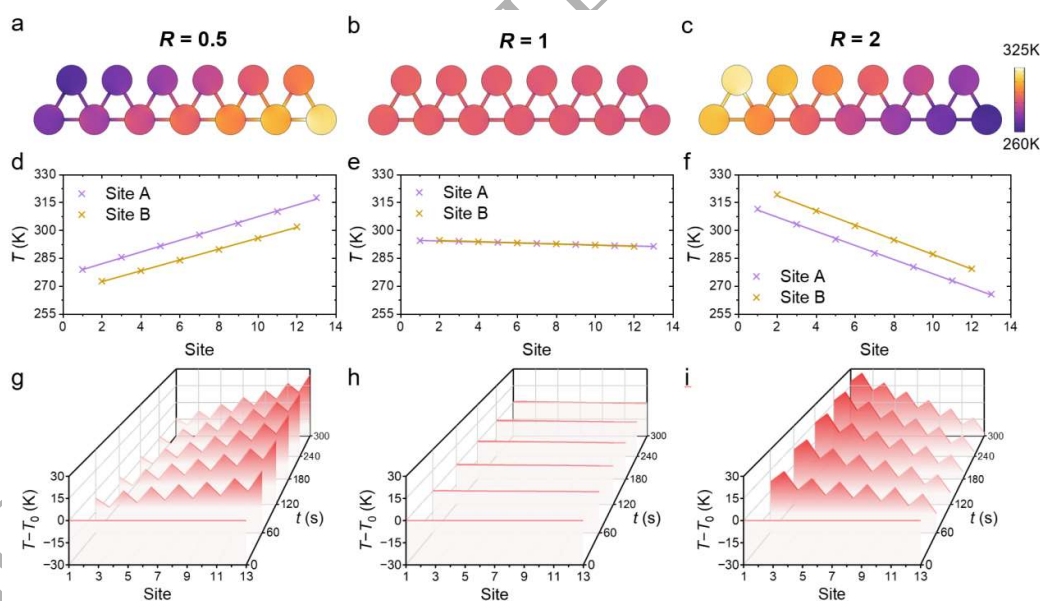 a
R = 0.5
b
R = 1
c
R = 2
325K
260K
d
330
315
300
285
270
255
T (K)
Site A
Site B
0 2 4 6 8 10 12 14
Site
e
330
315
300
285
270
255
T (K)
Site A
Site B
0 2 4 6 8 10 12 14
Site
f
330
315
300
285
270
255
T (K)
Site A
Site B
0 2 4 6 8 10 12 14
Site
g
30
15
0
−15
−30
T−T0 (K)
1 3 5 7 9 11 13
Site
300
240
180
120
60
0
t (s)
h
30
15
0
−15
−30
T−T0 (K)
1 3 5 7 9 11 13
Site
300
240
180
120
60
0
t (s)
i
30
15
0
−15
−30
T−T0 (K)
1 3 5 7 9 11 13
Site
300
240
180
120
60
0
t (s)